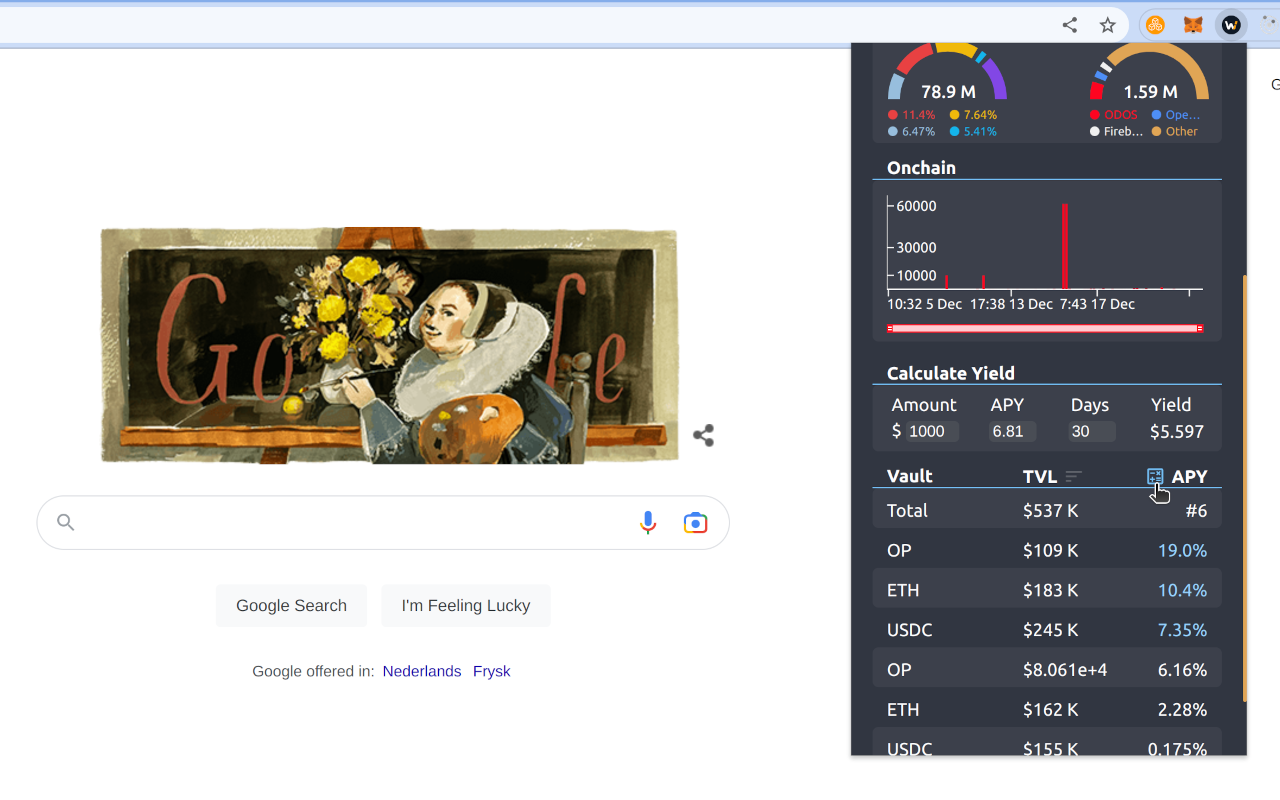 G
Google
Google Search I'm Feeling Lucky
Google offered in: Nederlands Frysk
78.9 M 1.59 M
11.4% 7.64% ODOS Ope...
6.47% 5.41% Fireb... Other
Onchain
60000
30000
10000
10:32 5 Dec 17:38 13 Dec 7:43 17 Dec
Calculate Yield
Amount APY Days Yield
$ 1000 6.81 30 $5.597
Vault TVL APY
Total $537 K #6
OP $109 K 19.0%
ETH $183 K 10.4%
USDC $245 K 7.35%
OP $8.061e+4 6.16%
ETH $162 K 2.28%
USDC $155 K 0.175%